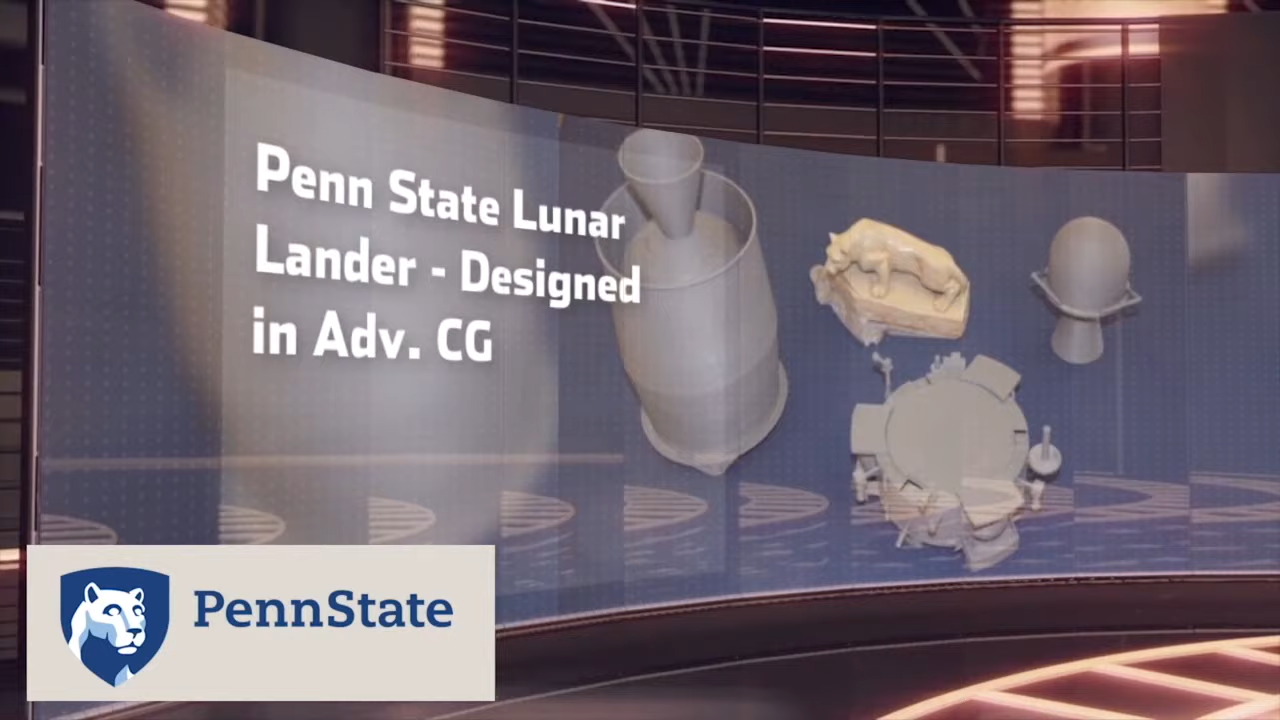 Penn State Lunar
Lander - Designed
in Adv. CG
PennState